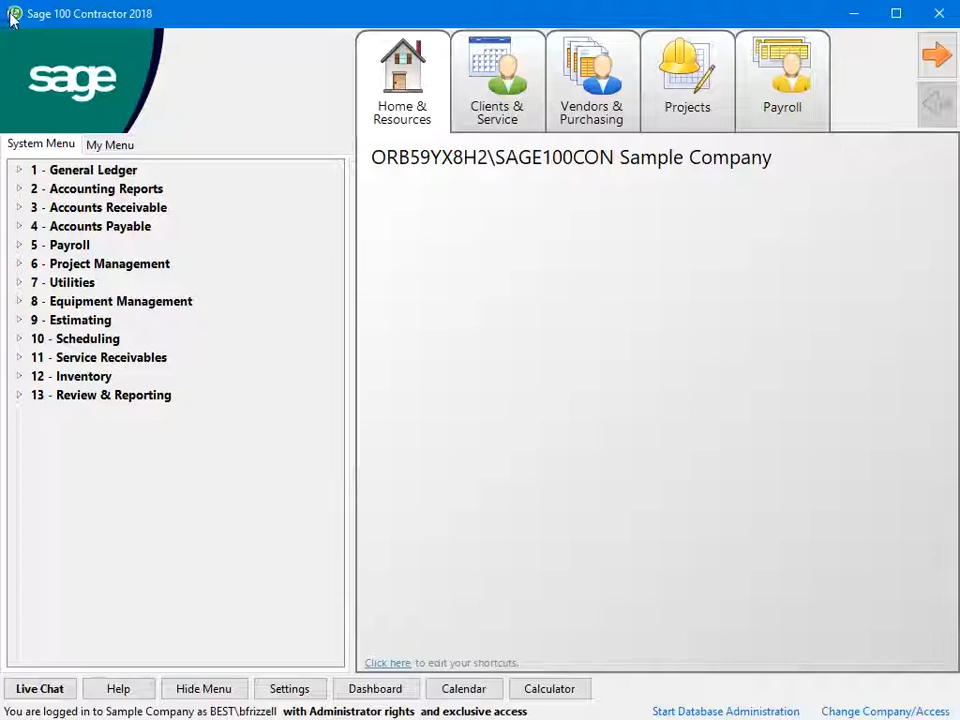 Sage 100 Contractor 2018
sage
Home & Resources
Clients & Service
Vendors & Purchasing
Projects
Payroll
System Menu
My Menu
1 - General Ledger
2 - Accounting Reports
3 - Accounts Receivable
4 - Accounts Payable
5 - Payroll
6 - Project Management
7 - Utilities
8 - Equipment Management
9 - Estimating
10 - Scheduling
11 - Service Receivables
12 - Inventory
13 - Review & Reporting
ORB59YX8H2\SAGE100CON Sample Company
Click here to edit your shortcuts.
Live Chat
Help
Hide Menu
Settings
Dashboard
Calendar
Calculator
You are logged in to Sample Company as BEST\bfrizzell with Administrator rights and exclusive access
Start Database Administration
Change Company/Access